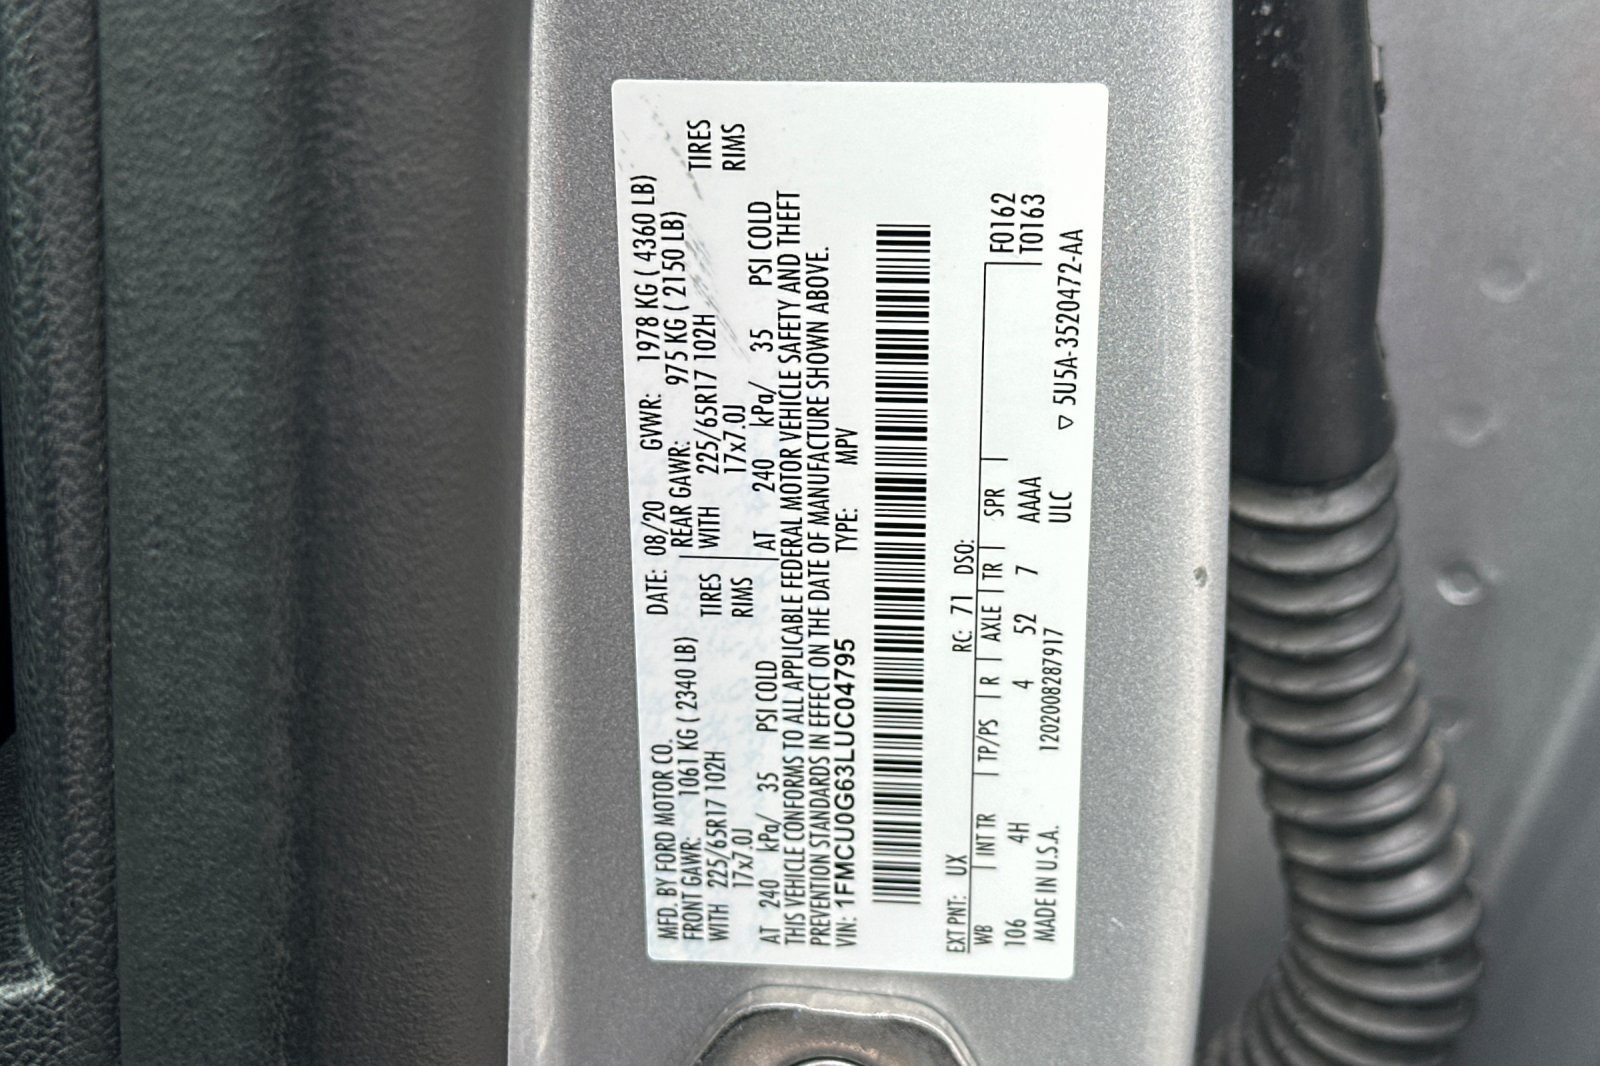 MFD. BY FORD MOTOR CO. DATE: 08/20 GVWR: 1978 KG ( 4360 LB)
FRONT GAWR: 1061 KG ( 2340 LB) REAR GAWR: 975 KG ( 2150 LB)
WITH 225/65R17 102H TIRES WITH 225/65R17 102H TIRES
17x7.0J RIMS 17x7.0J RIMS
AT 240 kPa/ 35 PSI COLD AT 240 kPa/ 35 PSI COLD
THIS VEHICLE CONFORMS TO ALL APPLICABLE FEDERAL MOTOR VEHICLE SAFETY AND THEFT
PREVENTION STANDARDS IN EFFECT ON THE DATE OF MANUFACTURE SHOWN ABOVE.
VIN: 1FMCU0G63LUC04795 TYPE: MPV
EXT PNT: UX RC: 71 DSO:
WB INT TR TP/PS R AXLE TR SPR F0162
106 4H 4 52 7 AAAA T0163
MADE IN U.S.A. 1202008287917 ULC ▽ 5U5A-3520472-AA